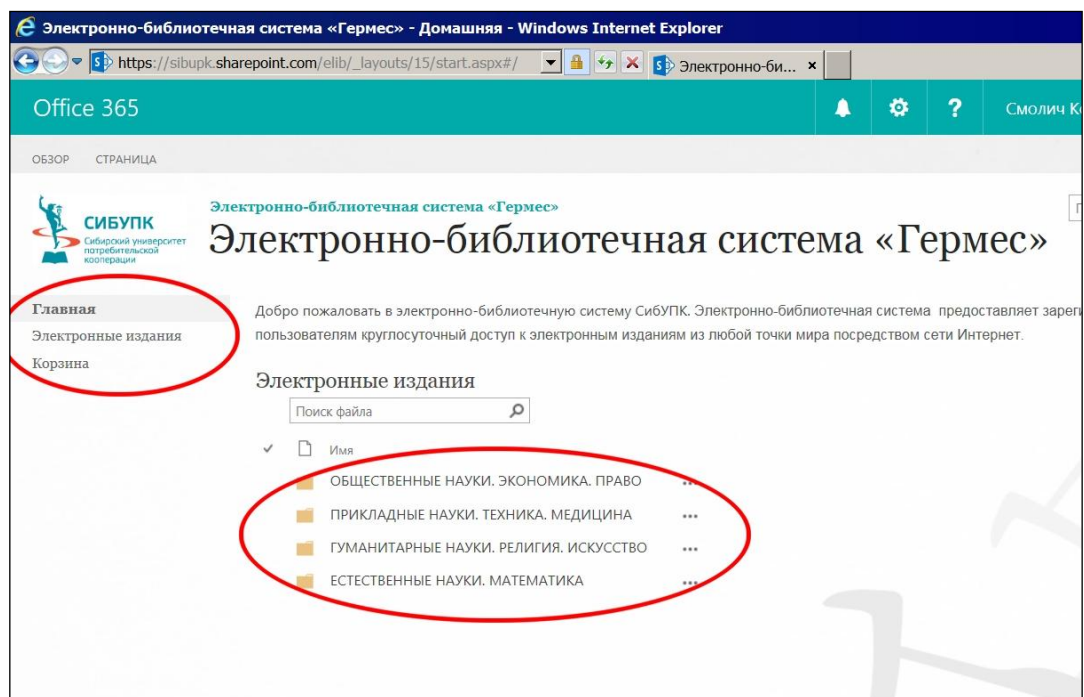 Электронно-библиотечная система «Гермес» - Домашняя - Windows Internet Explorer
https://sibupk.sharepoint.com/elib/_layouts/15/start.aspx#/
Электронно-би... ×
Office 365
?
Смолич
ОБЗОР СТРАНИЦА
СИБУПК
Сибирский университет
потребительской
кооперации
Электронно-библиотечная система «Гермес»
Электронно-библиотечная система «Гермес»
Главная
Электронные издания
Корзина
Добро пожаловать в электронно-библиотечную систему СибУПК. Электронно-библиотечная система предоставляет
пользователям круглосуточный доступ к электронным изданиям из любой точки мира посредством сети Интернет.
Электронные издания
Поиск файла
Имя
ОБЩЕСТВЕННЫЕ НАУКИ. ЭКОНОМИКА. ПРАВО ...
ПРИКЛАДНЫЕ НАУКИ. ТЕХНИКА. МЕДИЦИНА ...
ГУМАНИТАРНЫЕ НАУКИ. РЕЛИГИЯ. ИСКУССТВО ...
ЕСТЕСТВЕННЫЕ НАУКИ. МАТЕМАТИКА ...